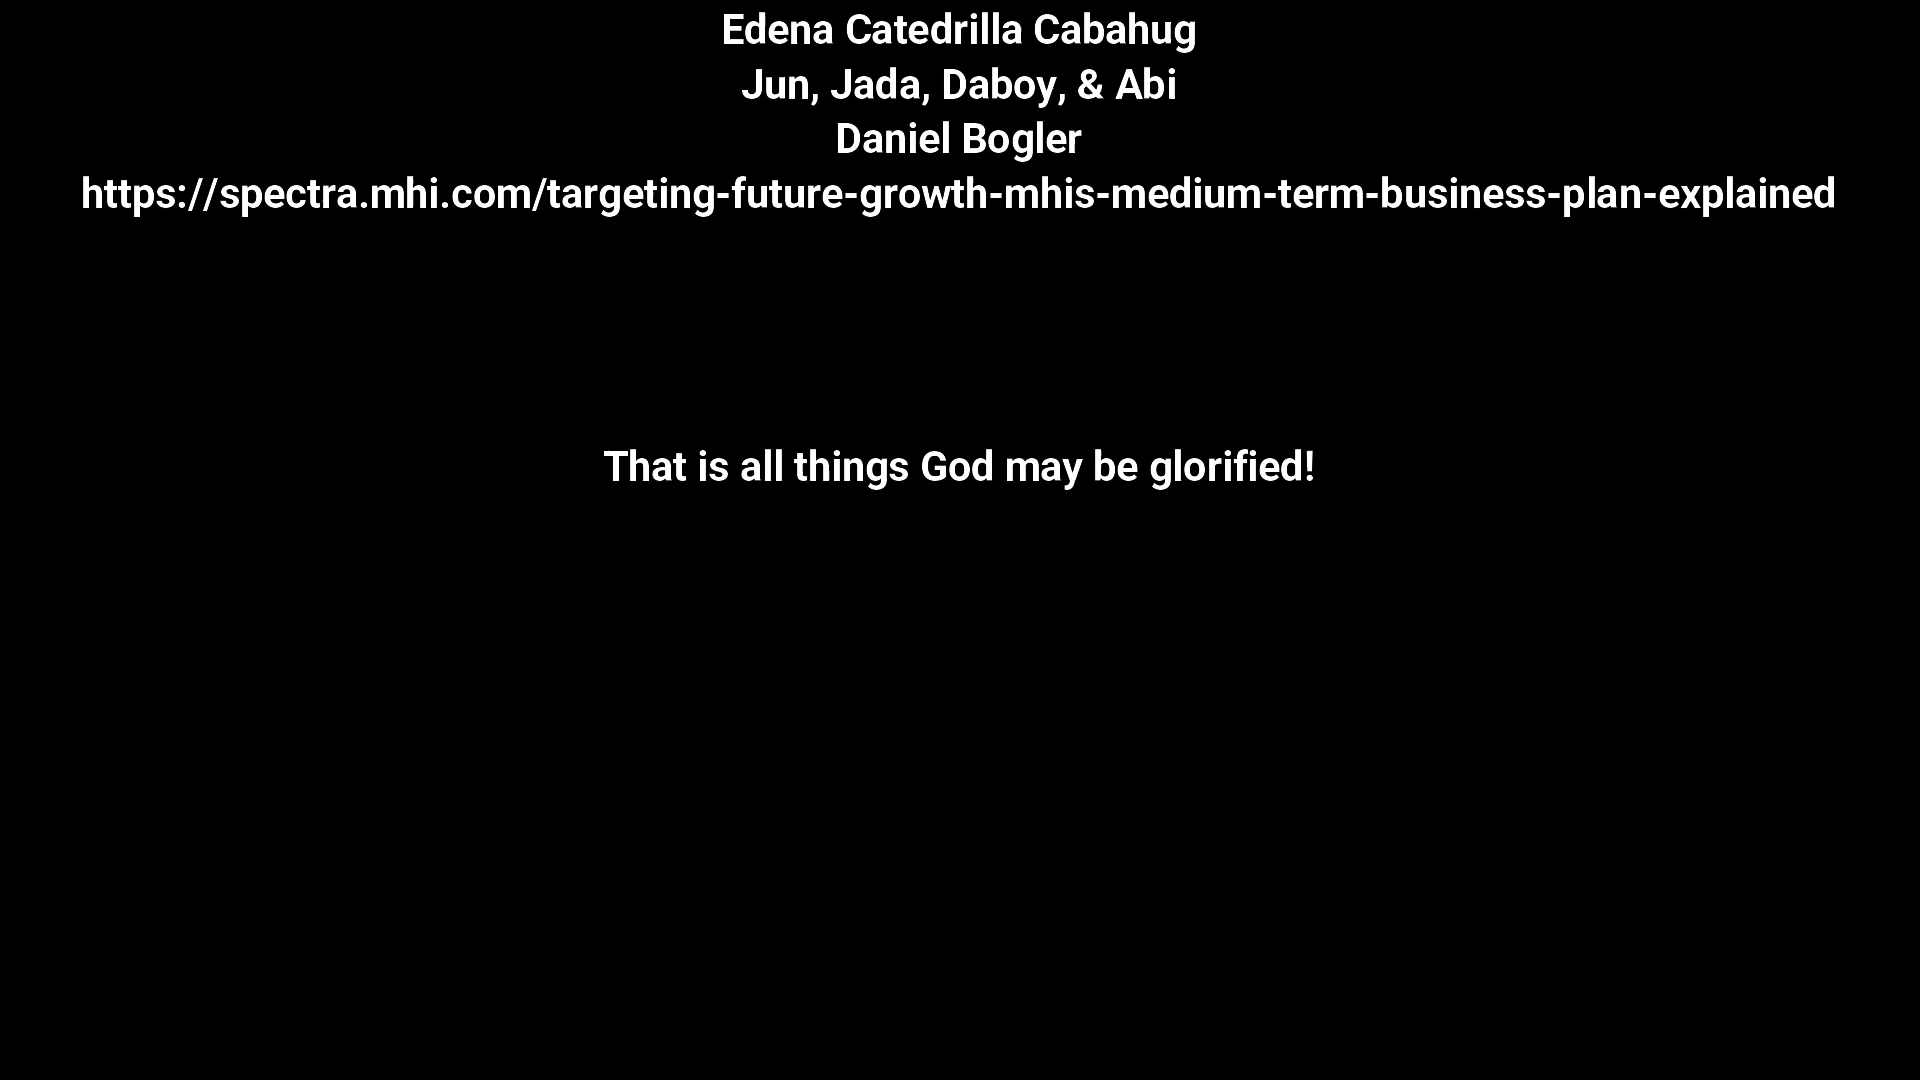 Edena Catedrilla Cabahug
Jun, Jada, Daboy, & Abi
Daniel Bogler
https://spectra.mhi.com/targeting-future-growth-mhis-medium-term-business-plan-explained
That is all things God may be glorified!